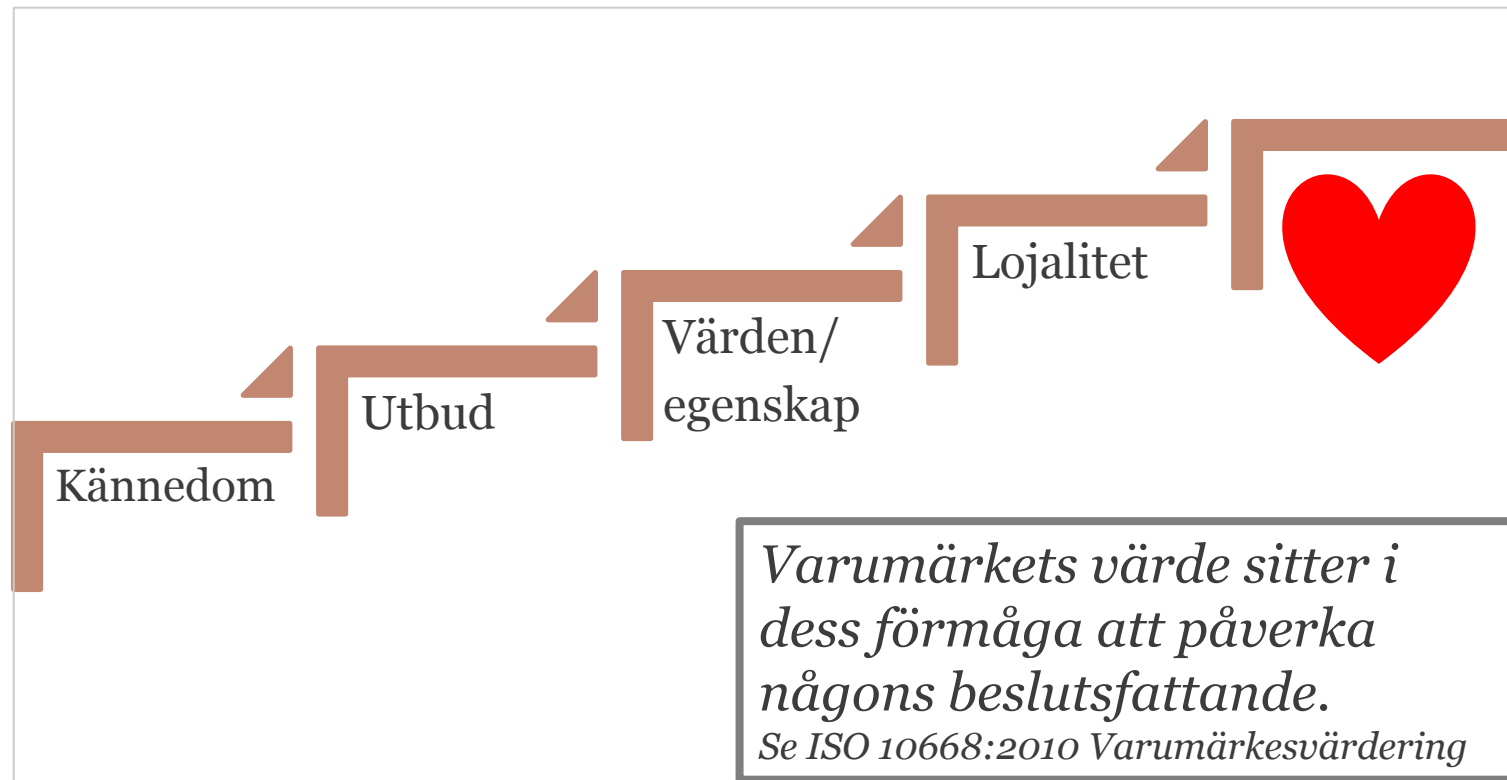 Kännedom
Utbud
Värden/
egenskap
Lojalitet
Varumärkets värde sitter i
dess förmåga att påverka
någons beslutsfattande.
Se ISO 10668:2010 Varumärkesvärdering